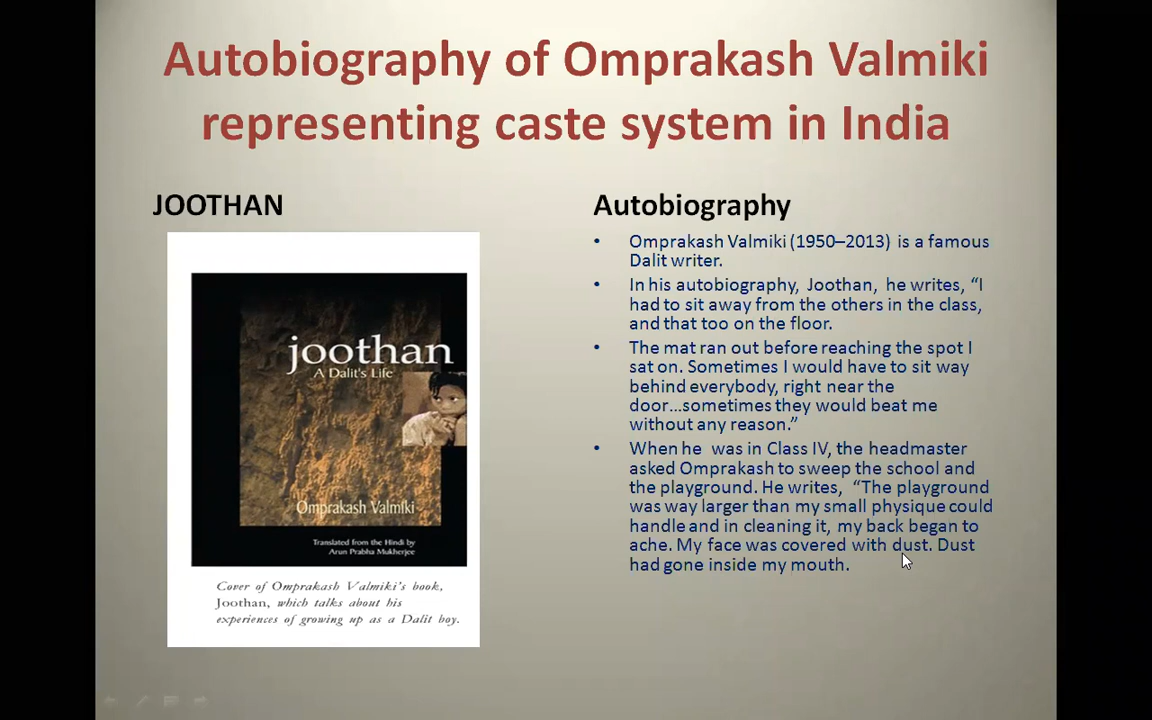 Autobiography of Omprakash Valmiki
representing caste system in India
JOOTHAN
joothan
A Dalit's Life
Omprakash Valmiki
Translated from the Hindi by
Arun Prabha Mukherjee
Cover of Omprakash Valmiki's book,
Joothan, which talks about his
experiences of growing up as a Dalit boy.
Autobiography
• Omprakash Valmiki (1950–2013) is a famous
Dalit writer.
• In his autobiography, Joothan, he writes, “I
had to sit away from the others in the class,
and that too on the floor.
• The mat ran out before reaching the spot I
sat on. Sometimes I would have to sit way
behind everybody, right near the
door...sometimes they would beat me
without any reason.”
• When he was in Class IV, the headmaster
asked Omprakash to sweep the school and
the playground. He writes, “The playground
was way larger than my small physique could
handle and in cleaning it, my back began to
ache. My face was covered with dust. Dust
had gone inside my mouth.